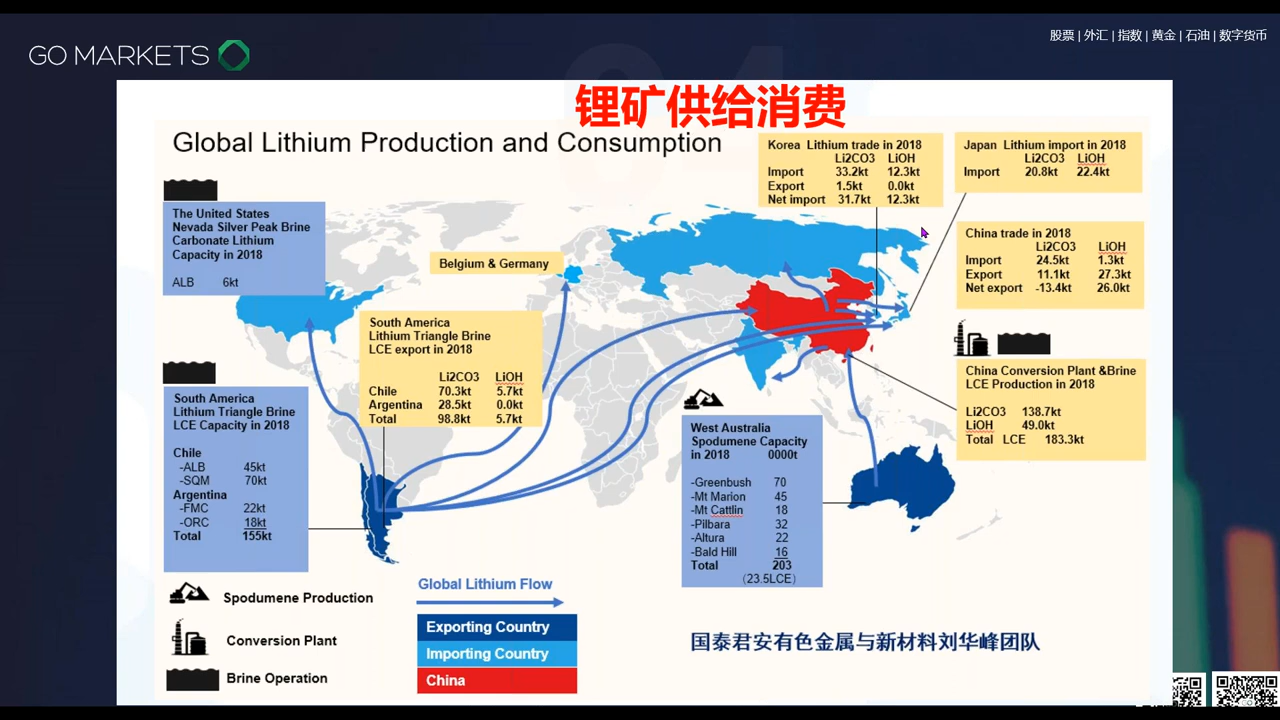 GO MARKETS
股票 | 外汇 | 指数 | 黄金 | 石油 | 数字货币
锂矿供给消费
Global Lithium Production and Consumption
Korea Lithium trade in 2018
Li2CO3 LiOH
Import 33.2kt 12.3kt
Export 1.5kt 0.0kt
Net import 31.7kt 12.3kt
Japan Lithium import in 2018
Li2CO3 LiOH
Import 20.8kt 22.4kt
The United States
Nevada Silver Peak Brine
Carbonate Lithium
Capacity in 2018
ALB 6kt
Belgium & Germany
China trade in 2018
Li2CO3 LiOH
Import 24.5kt 1.3kt
Export 11.1kt 27.3kt
Net export -13.4kt 26.0kt
South America
Lithium Triangle Brine
LCE export in 2018
Li2CO3 LiOH
Chile 70.3kt 5.7kt
Argentina 28.5kt 0.0kt
Total 98.8kt 5.7kt
China Conversion Plant &Brine
LCE Production in 2018
Li2CO3 138.7kt
LiOH 49.0kt
Total LCE 183.3kt
South America
Lithium Triangle Brine
LCE Capacity in 2018
Chile
-ALB 45kt
-SQM 70kt
Argentina
-FMC 22kt
-ORC 18kt
Total 155kt
West Australia
Spodumene Capacity
in 2018 0000t
-Greenbush 70
-Mt Marion 45
-Mt Cattlin 18
-Pilbara 32
-Altura 22
-Bald Hill 16
Total 203
(23.5LCE)
Spodumene Production
Conversion Plant
Brine Operation
Global Lithium Flow
Exporting Country
Importing Country
China
国泰君安有色金属与新材料刘华峰团队